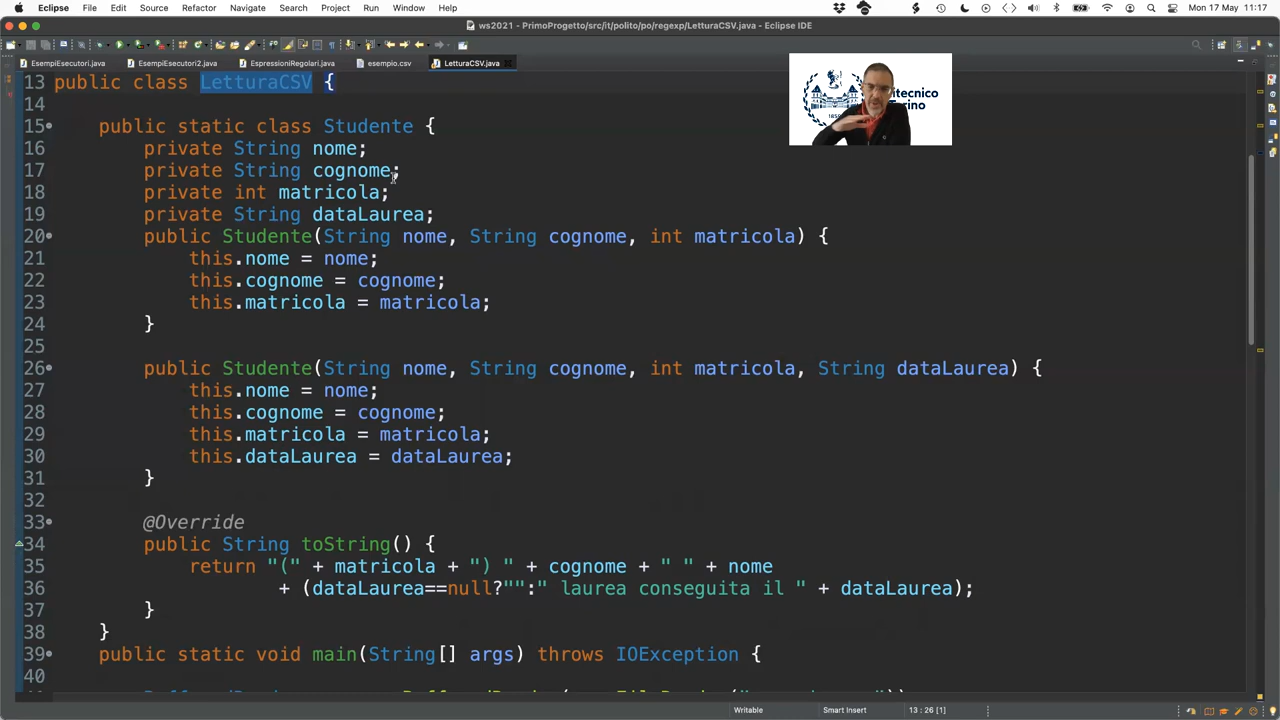 Eclipse File Edit Source Refactor Navigate Search Project Run Window Help Mon 17 May 11:17
ws2021 - PrimoProgetto/src/it/polito/po/regexp/LetturaCSV.java - Eclipse IDE
EsempiEsecutori.java EsempiEsecutori2.java EspressioniRegolari.java esempio.csv LetturaCSV.java
13 public class LetturaCSV {
14
15 public static class Studente {
16 private String nome;
17 private String cognome;
18 private int matricola;
19 private String dataLaurea;
20 public Studente(String nome, String cognome, int matricola) {
21 this.nome = nome;
22 this.cognome = cognome;
23 this.matricola = matricola;
24 }
25
26 public Studente(String nome, String cognome, int matricola, String dataLaurea) {
27 this.nome = nome;
28 this.cognome = cognome;
29 this.matricola = matricola;
30 this.dataLaurea = dataLaurea;
31 }
32
33 @Override
34 public String toString() {
35 return "(" + matricola + ") " + cognome + " " + nome
36 + (dataLaurea==null?"":" laurea conseguita il " + dataLaurea);
37 }
38 }
39 public static void main(String[] args) throws IOException {
40
Writable Smart Insert 13 : 26 [1]